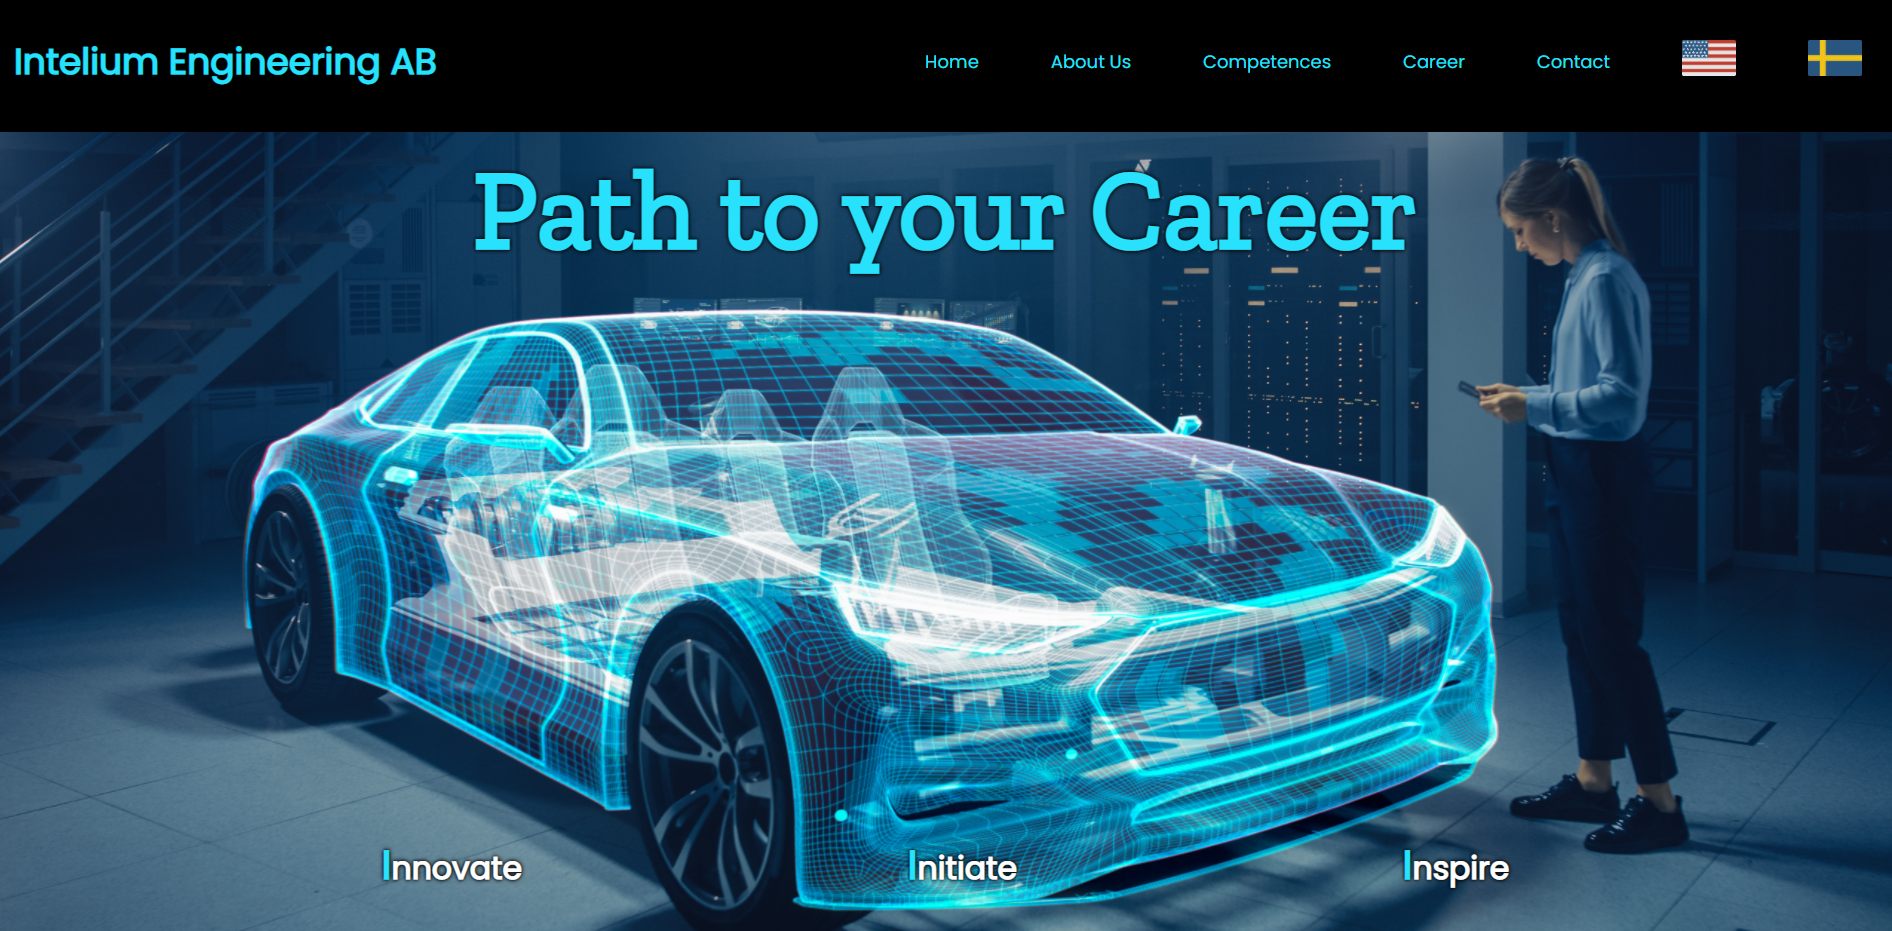 Intelium Engineering AB
Home About Us Competences Career Contact
Path to your Career
Innovate Initiate Inspire